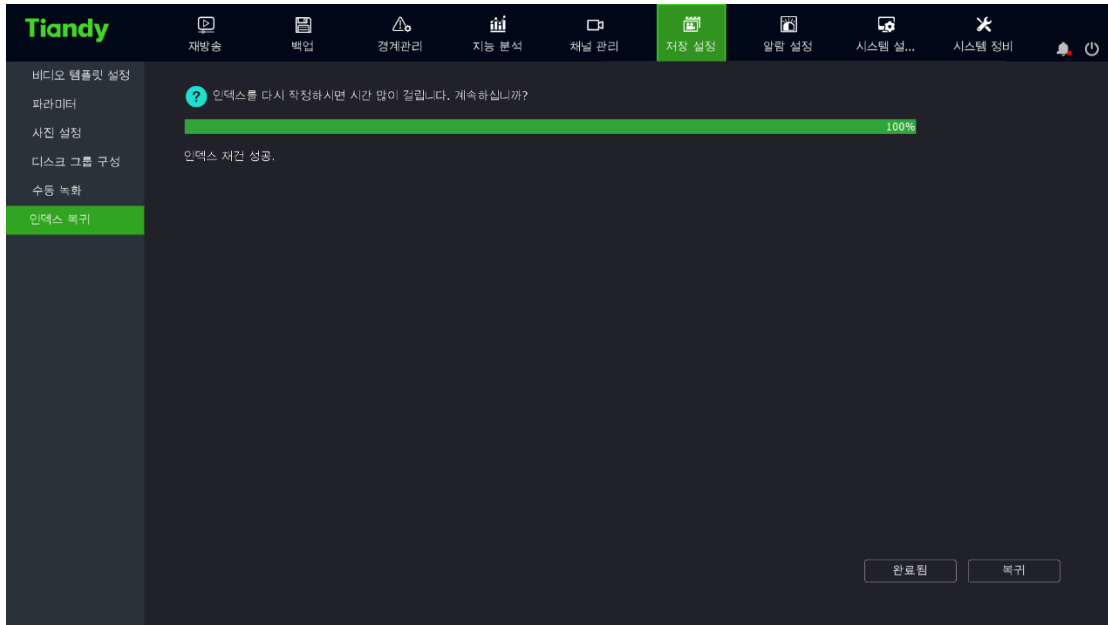 Tiandy
재방송
백업
경계관리
지능 분석
채널 관리
저장 설정
알람 설정
시스템 설...
시스템 정비
비디오 템플릿 설정
파라미터
사진 설정
디스크 그룹 구성
수동 녹화
인덱스 복귀
? 인덱스를 다시 작정하시면 시간 많이 걸립니다. 계속하십니까?
100%
인덱스 재건 성공.
완료됨
복귀